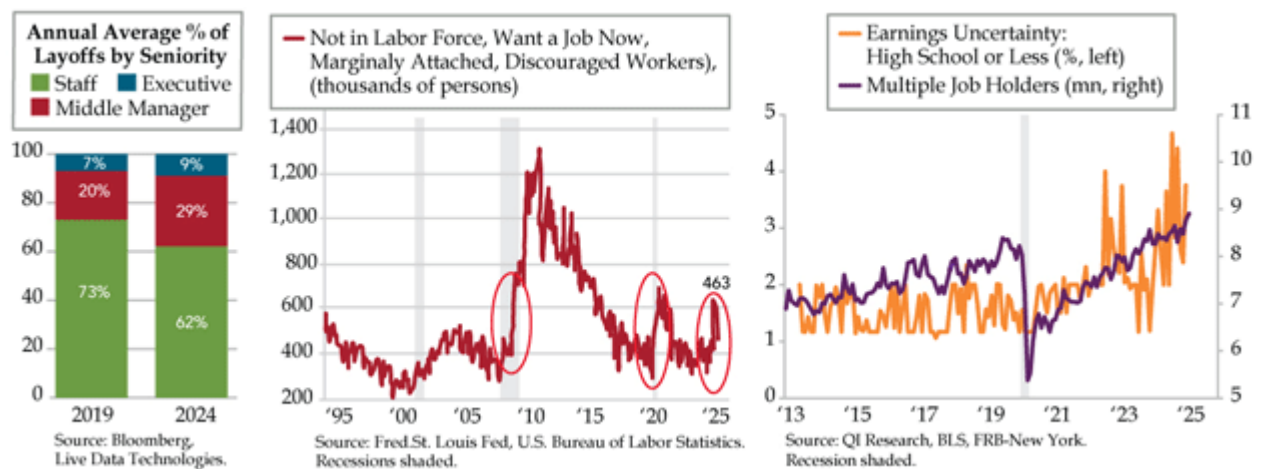 Annual Average % of
Layoffs by Seniority
Staff Executive
Middle Manager
100
80
60
40
20
0
7%
20%
73%
9%
29%
62%
2019 2024
Source: Bloomberg,
Live Data Technologies.
Not in Labor Force, Want a Job Now,
Marginaly Attached, Discouraged Workers),
(thousands of persons)
1,400
1,200
1,000
800
600
400
200
463
‘95 ‘00 ‘05 ‘10 ‘15 ‘20 ‘25
Source: Fred.St. Louis Fed, U.S. Bureau of Labor Statistics.
Recessions shaded.
Earnings Uncertainty:
High School or Less (%, left)
Multiple Job Holders (mn, right)
5
4
3
2
1
0
11
10
9
8
7
6
5
‘13 ‘15 ‘17 ‘19 ‘21 ‘23 ‘25
Source: QI Research, BLS, FRB-New York.
Recession shaded.